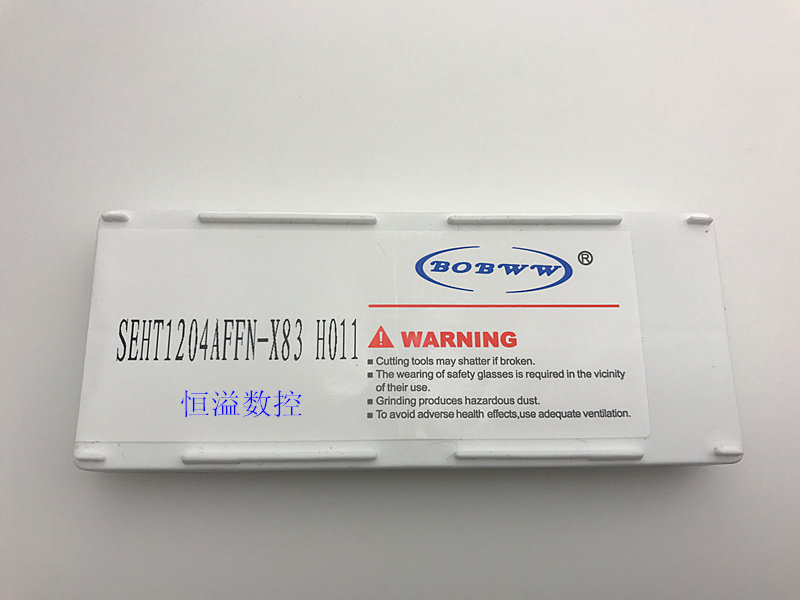 BOBWW ®
SEHT1204AFFN-X83 H011
WARNING
Cutting tools may shatter if broken.
The wearing of safety glasses is required in the vicinity
of their use.
Grinding produces hazardous dust.
To avoid adverse health effects,use adequate ventilation.
恒溢数控